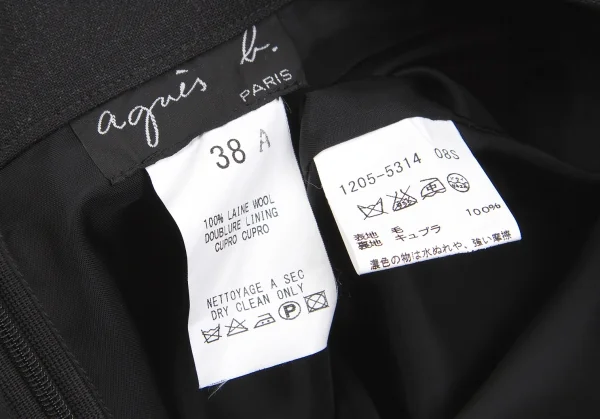 agnès b.
PARIS
38 A
100% LAINE WOOL
DOUBLURE LINING
CUPRO CUPRO
NETTOYAGE A SEC
DRY CLEAN ONLY
P
1205-5314 08S
表地 毛 100%
裏地 キュプラ
濃色の物は水ぬれや、強い摩擦